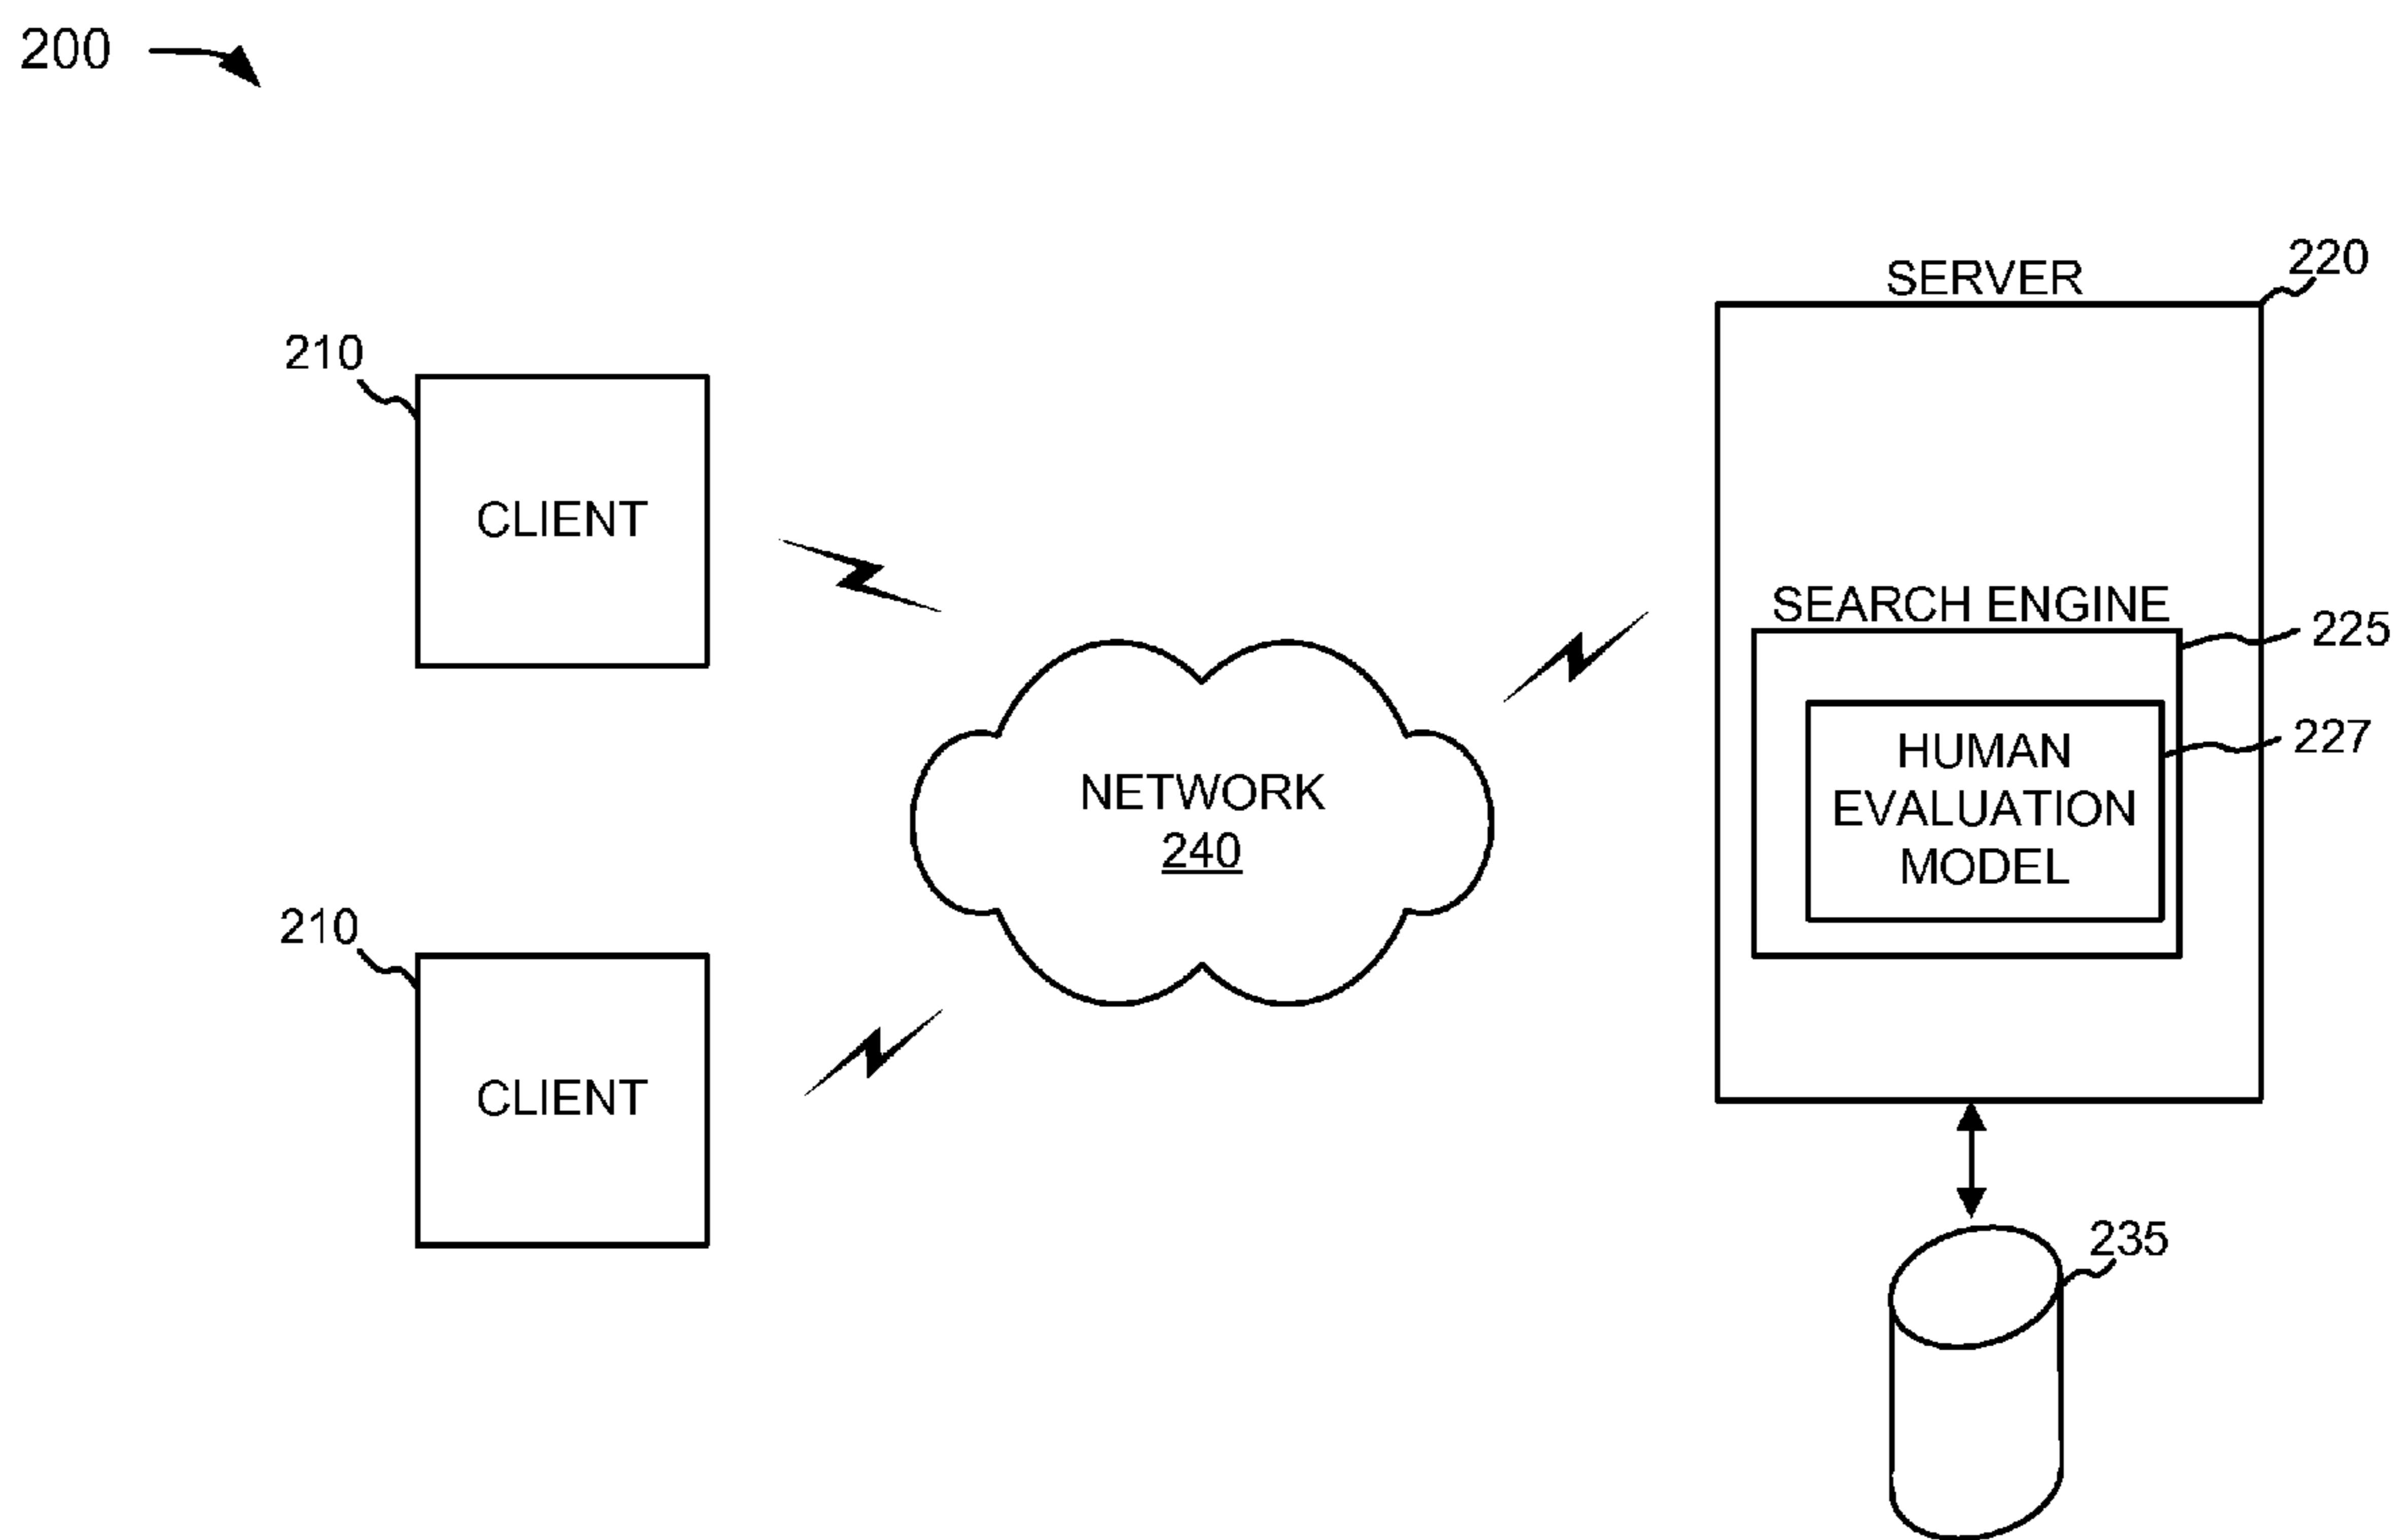 200
SERVER
220
210
CLIENT
SEARCH ENGINE
225
HUMAN
EVALUATION
MODEL
227
NETWORK
240
210
CLIENT
235